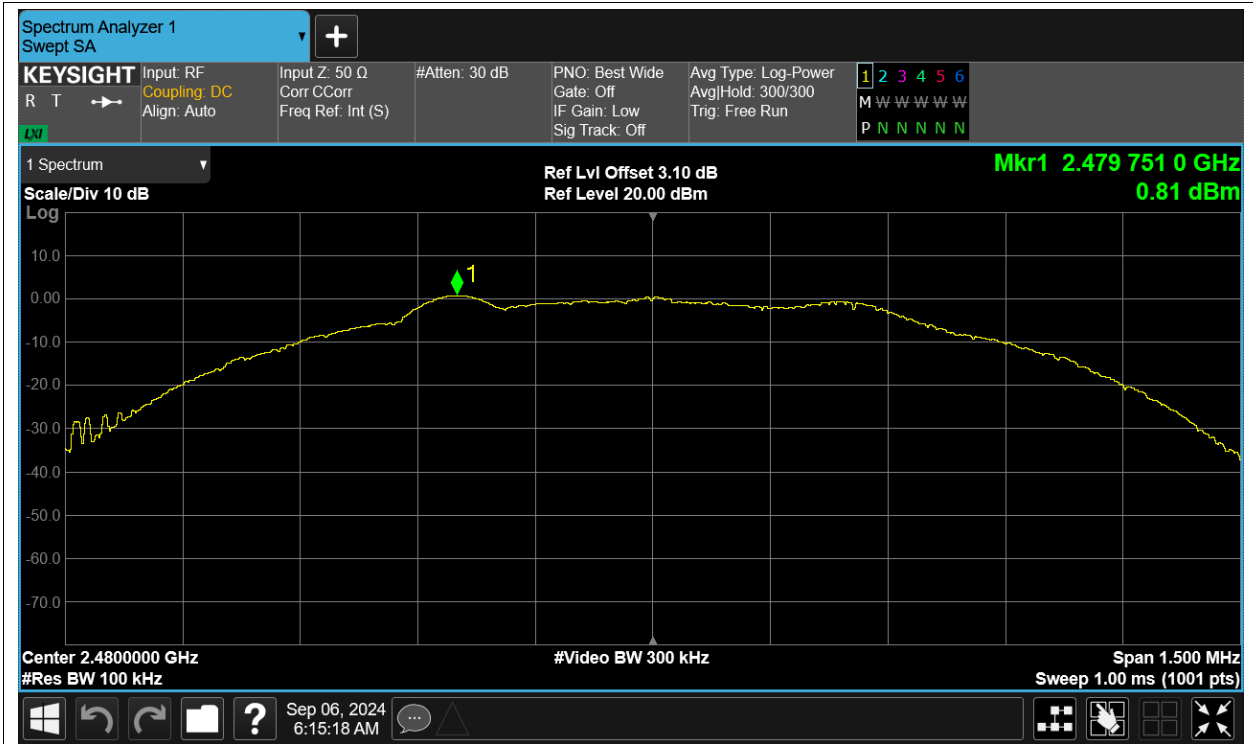 Spectrum Analyzer 1
Swept SA
KEYSIGHT
R T
LXI
Input: RF
Coupling: DC
Align: Auto
Input Z: 50 Ω
Corr CCorr
Freq Ref: Int (S)
#Atten: 30 dB
PNO: Best Wide
Gate: Off
IF Gain: Low
Sig Track: Off
Avg Type: Log-Power
Avg|Hold: 300/300
Trig: Free Run
1 2 3 4 5 6
M W W W W W
P N N N N N
1 Spectrum
Scale/Div 10 dB
Log
Ref Lvl Offset 3.10 dB
Ref Level 20.00 dBm
Mkr1 2.479 751 0 GHz
0.81 dBm
10.0
1
0.00
-10.0
-20.0
-30.0
-40.0
-50.0
-60.0
-70.0
Center 2.4800000 GHz
#Video BW 300 kHz
Span 1.500 MHz
#Res BW 100 kHz
Sweep 1.00 ms (1001 pts)
?
Sep 06, 2024
6:15:18 AM